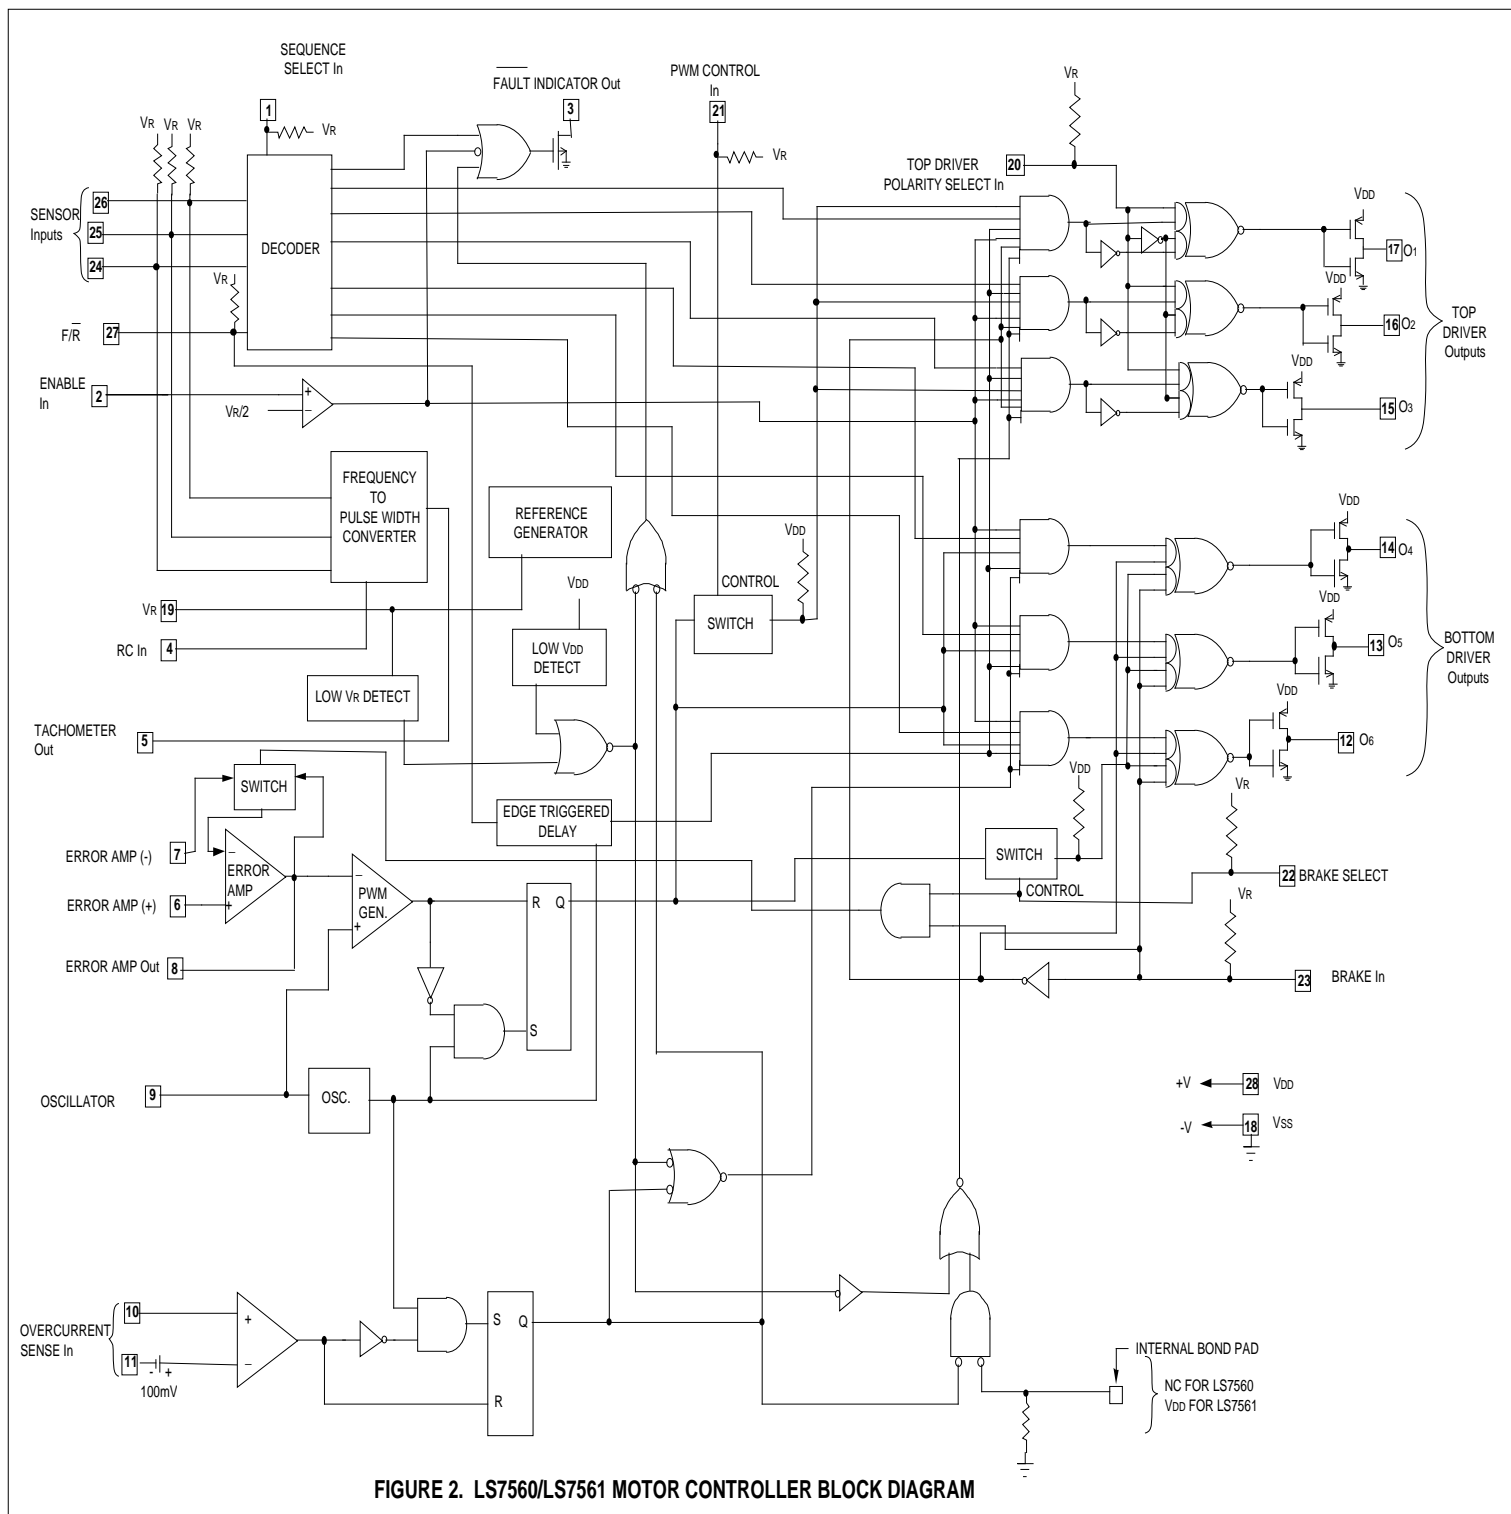 SEQUENCE
SELECT In
1
VR
FAULT INDICATOR Out
3
PWM CONTROL
In
21
VR
VR
20
TOP DRIVER
POLARITY SELECT In
VR VR VR
SENSOR
Inputs
26
25
24
DECODER
VR
F/R
27
ENABLE
In
2
+
−
VR/2
VDD
17 O1
VDD
16 O2
VDD
15 O3
TOP
DRIVER
Outputs
FREQUENCY
TO
PULSE WIDTH
CONVERTER
REFERENCE
GENERATOR
VDD
VR 19
RC In
4
LOW VDD
DETECT
LOW VR DETECT
CONTROL
SWITCH
VDD
VDD
14 O4
VDD
13 O5
VDD
12 O6
BOTTOM
DRIVER
Outputs
TACHOMETER
Out
5
SWITCH
EDGE TRIGGERED
DELAY
ERROR AMP (-)
7
−
ERROR
AMP
+
ERROR AMP (+)
6
−
PWM
GEN.
+
ERROR AMP Out
8
R Q
S
VDD
SWITCH
CONTROL
VR
22 BRAKE SELECT
VR
23
BRAKE In
OSCILLATOR
9
OSC.
+V
28
VDD
-V
18
VSS
OVERCURRENT
SENSE In
10
11
- +
100mV
+
−
S Q
R
INTERNAL BOND PAD
NC FOR LS7560
VDD FOR LS7561
FIGURE 2. LS7560/LS7561 MOTOR CONTROLLER BLOCK DIAGRAM